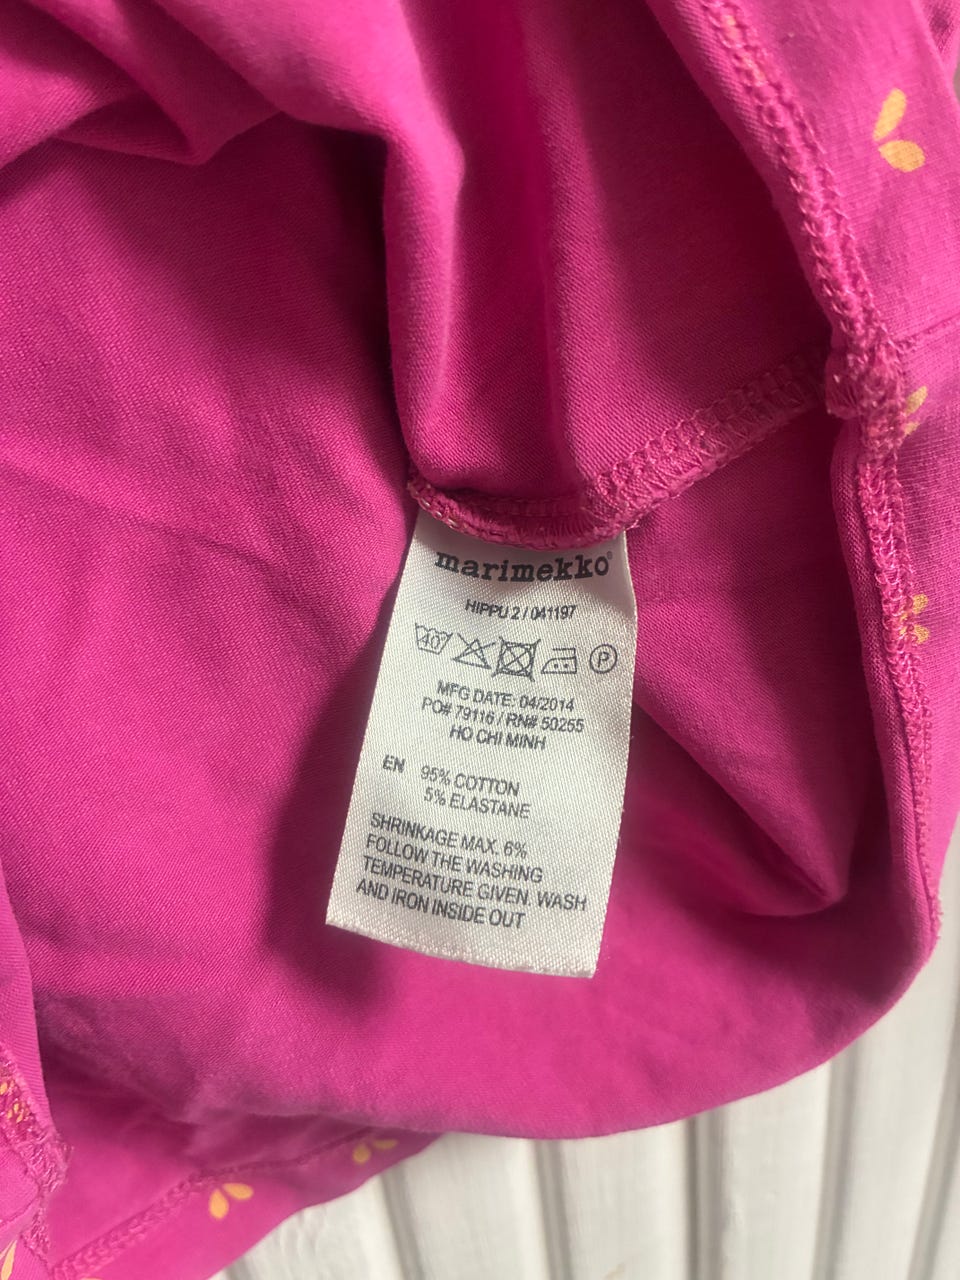 marimekko®
HIPPU 2 / 041197
40 P
MFG DATE: 04/2014
PO# 79116 / RN# 50255
HO CHI MINH
EN 95% COTTON
5% ELASTANE
SHRINKAGE MAX. 6%
FOLLOW THE WASHING
TEMPERATURE GIVEN. WASH
AND IRON INSIDE OUT